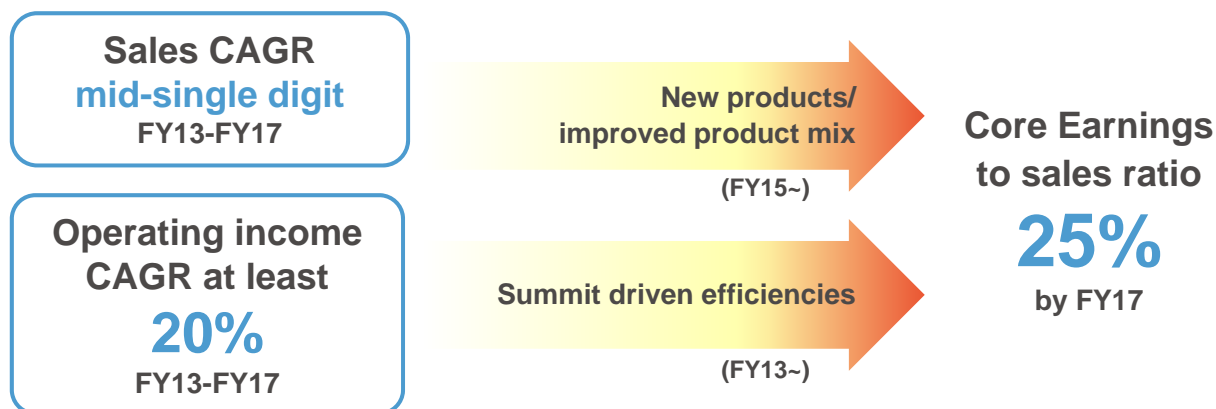 Sales CAGR
mid-single digit
FY13-FY17
New products/
improved product mix
(FY15~)
Operating income
CAGR at least
20%
FY13-FY17
Summit driven efficiencies
(FY13~)
Core Earnings
to sales ratio
25%
by FY17